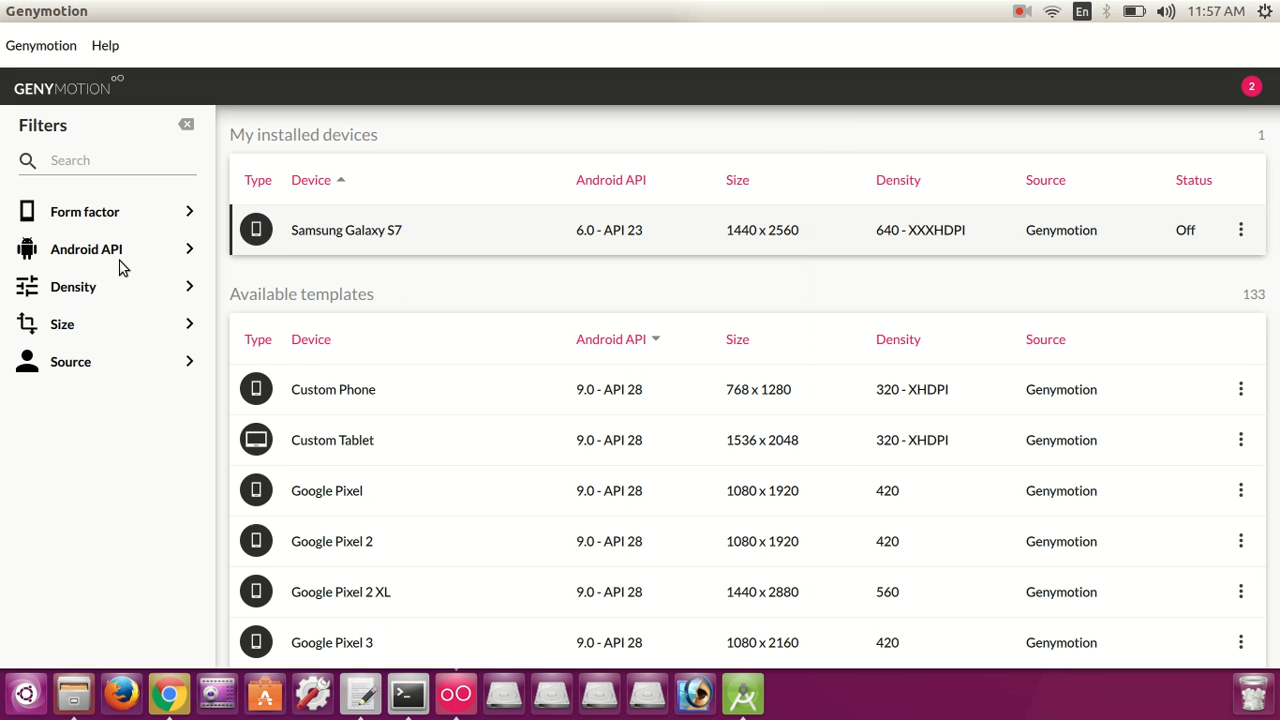 Genymotion
En
11:57 AM
Genymotion Help
GENYMOTION
2
Filters
Search
Form factor
Android API
Density
Size
Source
My installed devices 1
Type Device Android API Size Density Source Status
Samsung Galaxy S7 6.0 - API 23 1440 x 2560 640 - XXXHDPI Genymotion Off
Available templates 133
Type Device Android API Size Density Source
Custom Phone 9.0 - API 28 768 x 1280 320 - XHDPI Genymotion
Custom Tablet 9.0 - API 28 1536 x 2048 320 - XHDPI Genymotion
Google Pixel 9.0 - API 28 1080 x 1920 420 Genymotion
Google Pixel 2 9.0 - API 28 1080 x 1920 420 Genymotion
Google Pixel 2 XL 9.0 - API 28 1440 x 2880 560 Genymotion
Google Pixel 3 9.0 - API 28 1080 x 2160 420 Genymotion